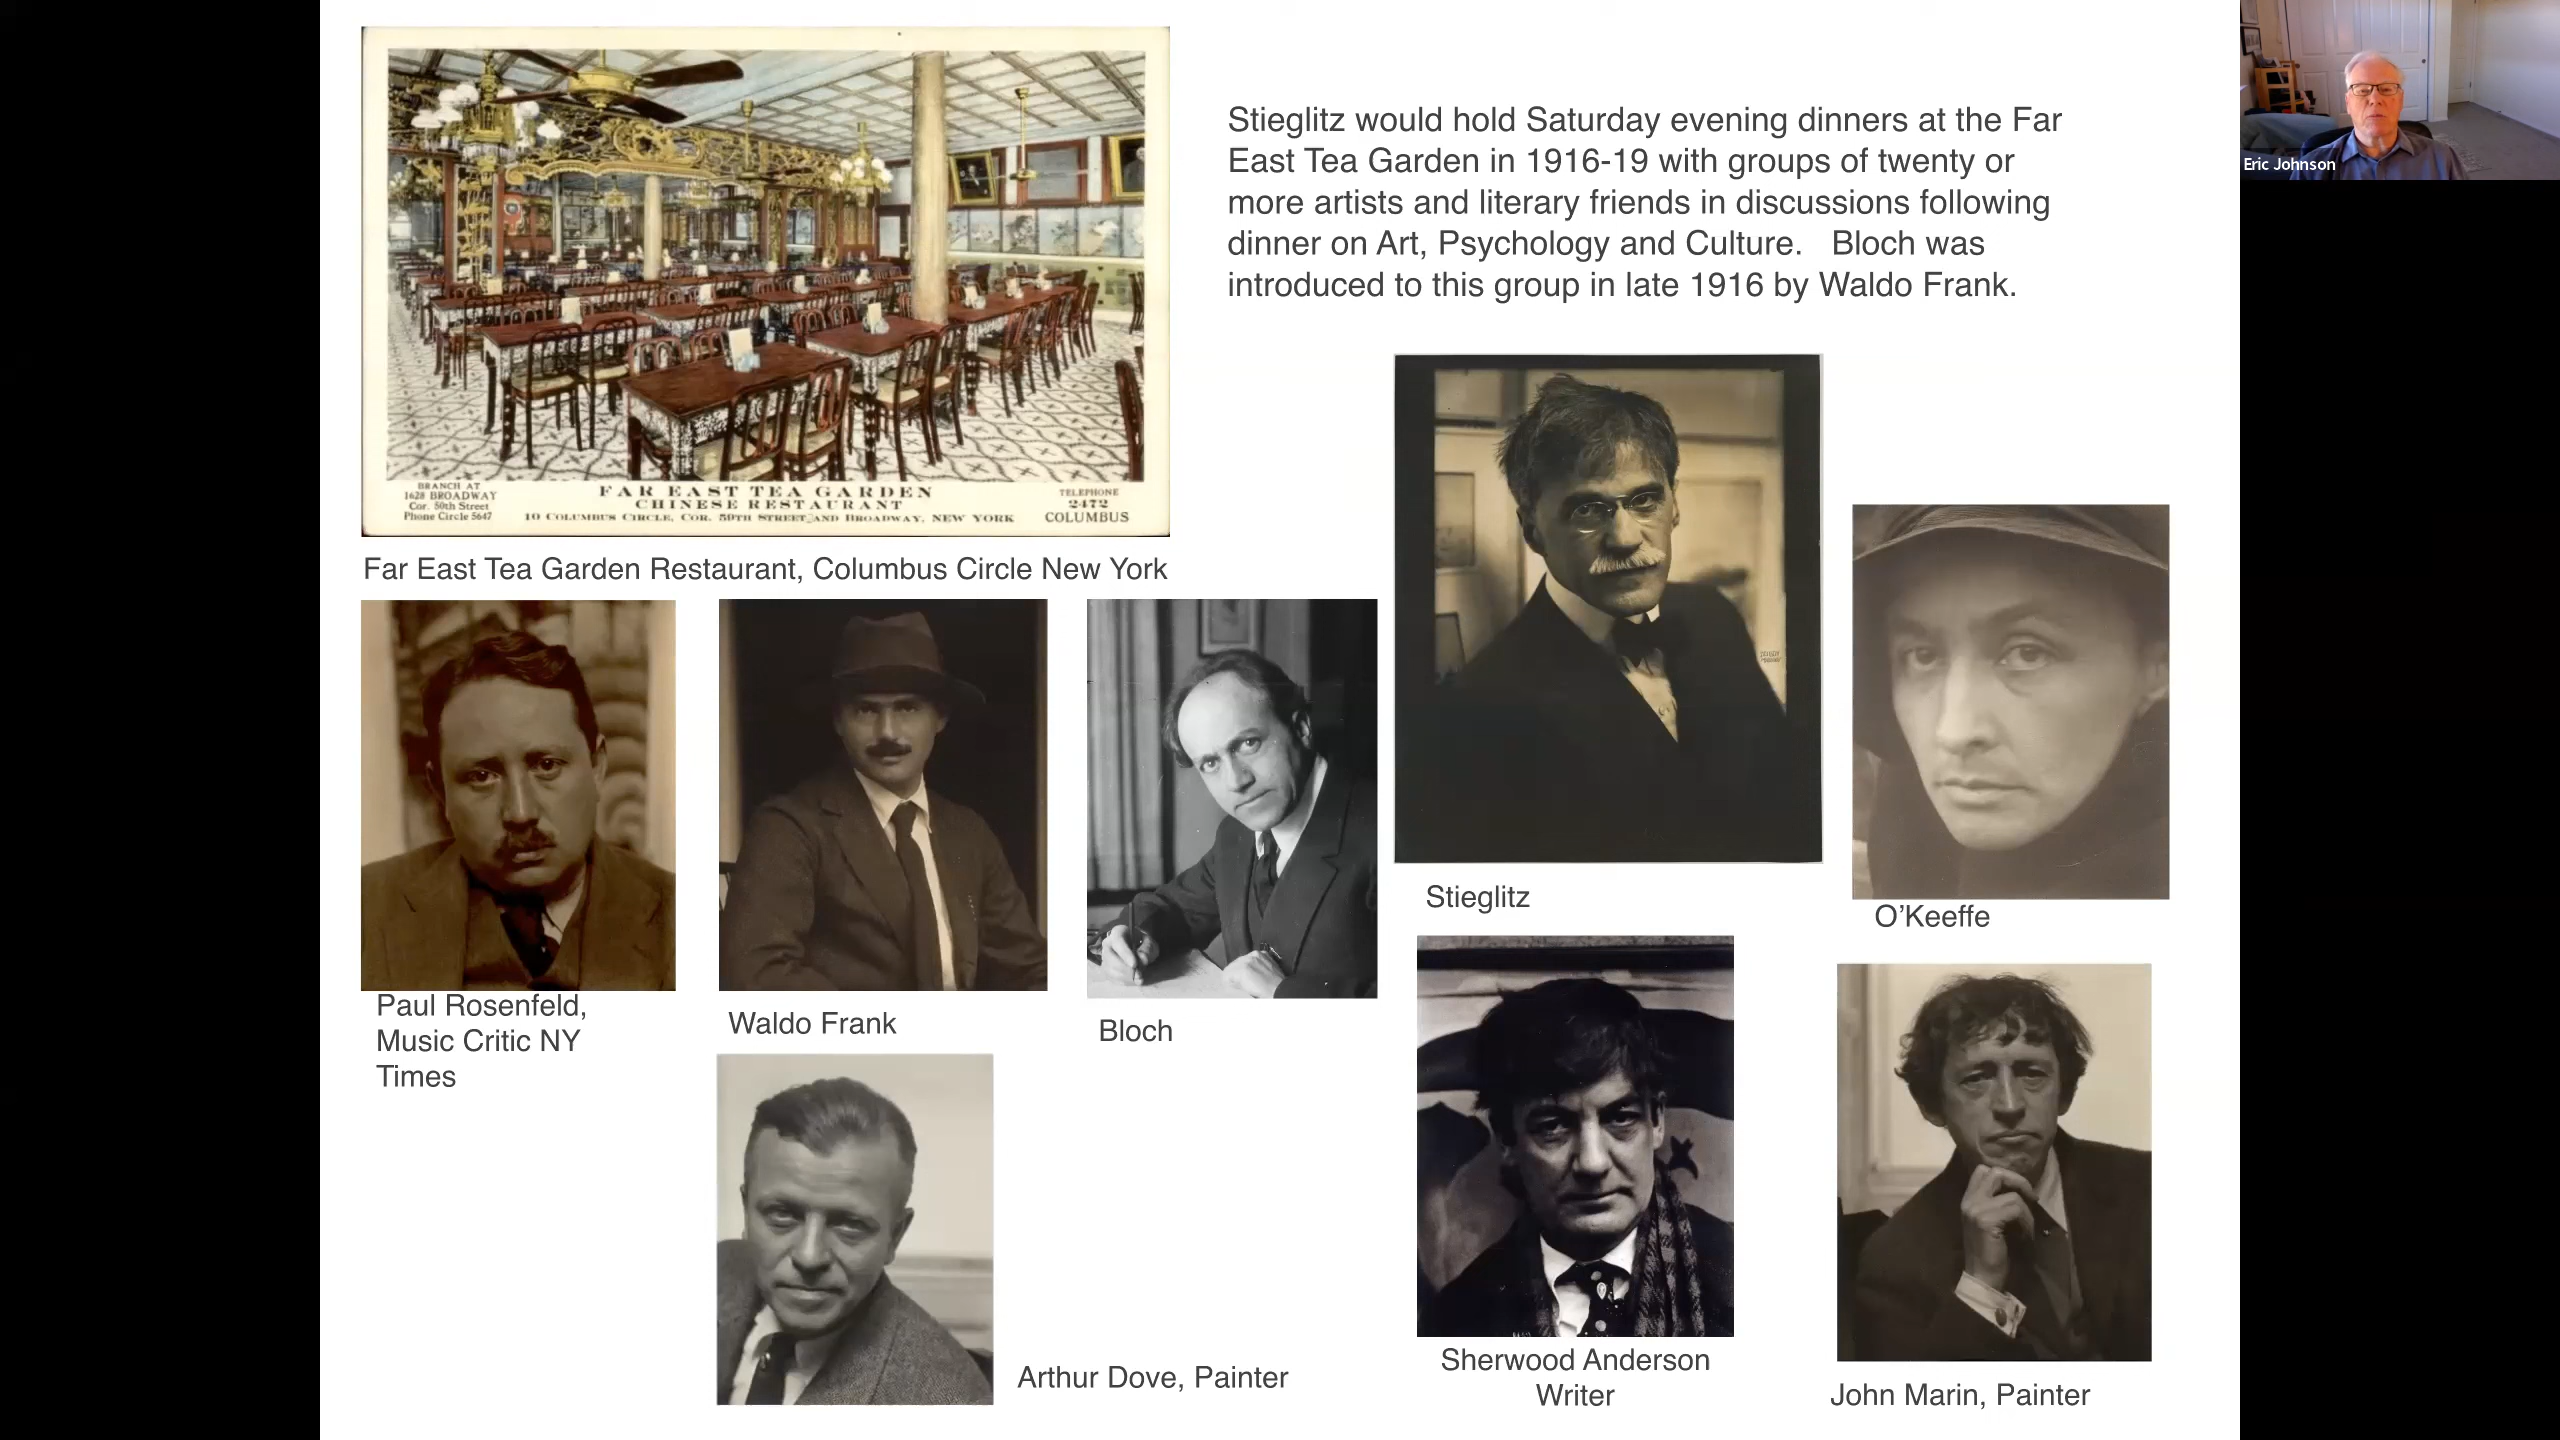 Stieglitz would hold Saturday evening dinners at the Far
East Tea Garden in 1916-19 with groups of twenty or
more artists and literary friends in discussions following
dinner on Art, Psychology and Culture.   Bloch was
introduced to this group in late 1916 by Waldo Frank.
Eric Johnson
BRANCH AT
1628 BROADWAY
Cor. 50th Street
Phone Circle 5647
FAR EAST TEA GARDEN
CHINESE RESTAURANT
10 COLUMBUS CIRCLE, COR. 59TH STREET AND BROADWAY, NEW YORK
TELEPHONE
2472
COLUMBUS
Far East Tea Garden Restaurant, Columbus Circle New York
Stieglitz
O’Keeffe
Paul Rosenfeld,
Music Critic NY
Times
Waldo Frank
Bloch
Arthur Dove, Painter
Sherwood Anderson
Writer
John Marin, Painter